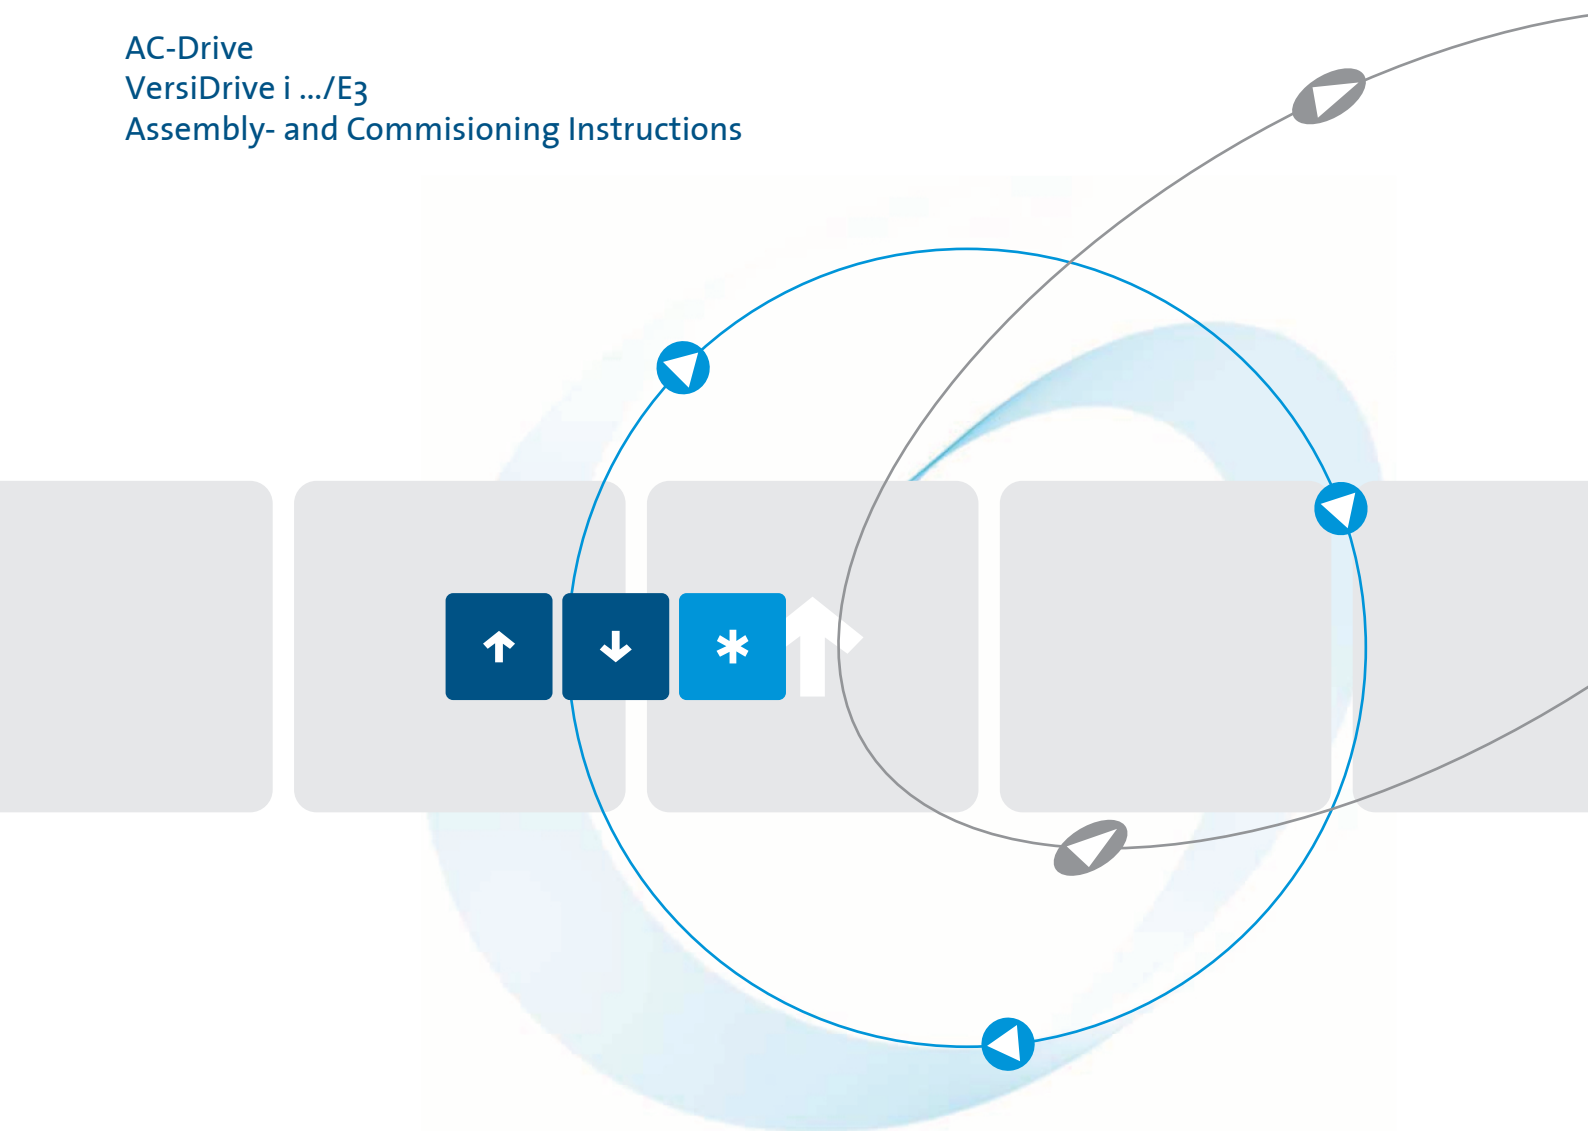 AC-Drive
VersiDrive i .../E3
Assembly- and Commisioning Instructions